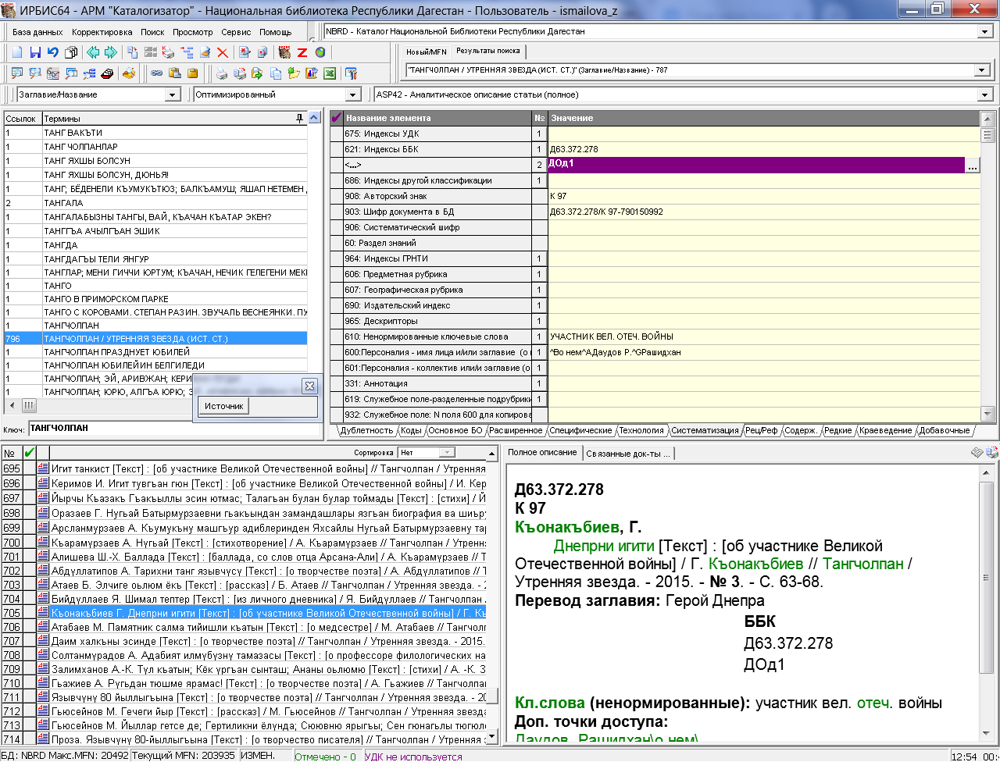 ИРБИС64 - АРМ "Каталогизатор" - Национальная библиотека Республики Дагестан - Пользователь - ismailova_z
База данных Корректировка Поиск Просмотр Сервис Помощь
NBRD - Каталог Национальной Библиотеки Республики Дагестан
Новый/MFN Результаты поиска
"ТАНГЧОЛПАН / УТРЕННЯЯ ЗВЕЗДА (ИСТ. СТ.)" (Заглавие/Название) - 787
Заглавие/Название Оптимизированный ASP42 - Аналитическое описание статьи (полное)
Ссылок Термины
1 ТАНГ ВАКЪТИ
1 ТАНГ ЧОЛПАНЛАР
1 ТАНГ ЯХШЫ БОЛСУН
1 ТАНГ ЯХШЫ БОЛСУН, ДЮНЬЯ!
1 ТАНГ; БЁДЕНЕЛИ КЪУМУКЪТЮЗ; БАЛКЪАМУШ; ЯШАП НЕТЕМЕН
2 ТАНГАЛА
1 ТАНГАЛАБЫЗНЫ ТАНГЫ, ВАЙ, КЪАЧАН КЪАТАР ЭКЕН?
1 ТАНГГЪА АЧЫЛГЪАН ЭШИК
1 ТАНГДА
1 ТАНГДАГЪЫ ТЕЛИ ЯНГУР
1 ТАНГЛАР; МЕНИ ГИЧЧИ ЮРТУМ; КЪАЧАН, НЕЧИК ГЕЛЕГЕНИ МЕК
1 ТАНГО
1 ТАНГО В ПРИМОРСКОМ ПАРКЕ
1 ТАНГО С КОРОВАМИ. СТЕПАН РАЗИН. ЗВУЧАЛЬ ВЕСНЕЯНКИ. ПУ
1 ТАНГЧОЛПАН
796 ТАНГЧОЛПАН / УТРЕННЯЯ ЗВЕЗДА (ИСТ. СТ.)
1 ТАНГЧОЛПАН ПРАЗДНУЕТ ЮБИЛЕЙ
1 ТАНГЧОЛПАН ЮБИЛЕЙИН БЕЛГИЛЕДИ
1 ТАНГЧОЛПАН; ЭЙ, АРИВЖАН; КЕРИ
1 ТАНГЧОЛПАН; ЮРЮ, АЛГЪА ЮРЮ; Э
Источник
Ключ: ТАНГЧОЛПАН
Название элемента № Значение
675: Индексы УДК 1
621: Индексы ББК 1 Д63.372.278
<...> 2 ДОд1 ...
686: Индексы другой классификации 1
908: Авторский знак К 97
903: Шифр документа в БД Д63.372.278/К 97-790150992
906: Систематический шифр
60: Раздел знаний
964: Индексы ГРНТИ 1
606: Предметная рубрика 1
607: Географическая рубрика 1
690: Издательский индекс 1
965: Дескрипторы 1
610: Ненормированные ключевые слова 1 УЧАСТНИК ВЕЛ. ОТЕЧ. ВОЙНЫ
600:Персоналия - имя лица и/или заглавие (о 1 ^Bо нем^AДаудов Р.^GРашидхан
601:Персоналия - коллектив или/и заглавие (о 1
331: Аннотация 1
619: Служебное поле-разделенные подрубрики 1
932: Служебное поле: N поля 600 для копирова
Дублетность Коды Основное БО Расширенное Специфические Технология Систематизация Рец/Реф Содерж. Редкие Краеведение Добавочные
№ Сортировка Нет
695 Игит танкист [Текст] : [об участнике Великой Отечественной войны] // Тангчолпан / Утренняя
696 Керимов И. Игит тувгъан гюн [Текст] : [об участнике Великой Отечественной войны] / И. Кер
697 Йырчы Къазакъ Гъакъыллы эсин ютмас; Талагъан булан булар тоймады [Текст] : [стихи] / Й
698 Оразаев Г. Нугьай Батырмурзаевни гьакъындан замандашлары язгъан биография ва шиъру
699 Арсланмурзаев А. Къумукъну машгъур адиблеринден Яхсайлы Нугьай Батырмурзаевну тар
700 Къарамурзаев А. Нугьай [Текст] : [стихотворение] / А. Къарамурзаев // Тангчолпан / Утренн
701 Алишева Ш.-Х. Баллада [Текст] : [баллада, со слов отца Арсана-Али] / А. Къарамурзаев // Т
702 Абдуллатипов А. Тарихни танг язывчусу [Текст] : [о творчестве поэта] / А. Абдуллатипов //
703 Атаев Б. Элчиге оьлюм ёкъ [Текст] : [рассказ] / Б. Атаев // Тангчолпан / Утренняя звезда. - 2
704 Бийдуллаев Я. Шимал тептер [Текст] : [из личного дневника] / Я. Бийдуллаев // Тангчолпан
705 Къонакъбиев Г. Днепрни игити [Текст] : [об участнике Великой Отечественной войны] / Г. Къ
706 Атабаев М. Памятник салма тийишли къатын [Текст] : [о медсестре] / М. Атабаев // Тангчол
707 Даим халкъны эсинде [Текст] : [о творчестве поэта] // Тангчолпан / Утренняя звезда. - 2015.
708 Солтанмурадов А. Адабият илмубузну тамазасы [Текст] : [о профессоре филологических на
709 Залимханов А.-К. Тул къатын; Кёк ургъан сынташ; Ананы оьлюмю [Текст] : [стихи] / А. -К. З
710 Гьажиев А. Ругьдан тюшме ярамас! [Текст] : [о творчестве поэта] / А. Гьажиев // Тангчолпа
711 Язывчуну 80 йыллыгъына [Текст] : [о творчестве поэта] // Тангчолпан / Утренняя звезда. - 20
712 Гьюсейнов М. Гечеги йыр [Текст] : [рассказ] / М. Гьюсейнов // Тангчолпан / Утренняя звезда
713 Гьюсейнов М. Йыллар гетсе де; Гертиликни ёлунда; Сюювню ярыгъы; Сен гюнагьлы тюгюл
714 Проза. Язывчуну 80-йыллыгъына [Текст] : [о творчестве писателя] // Тангчолпан / Утренняя з
Полное описание Связанные док-ты ...
Д63.372.278
К 97
Къонакъбиев, Г.
Днепрни игити [Текст] : [об участнике Великой
Отечественной войны] / Г. Къонакъбиев // Тангчолпан /
Утренняя звезда. - 2015. - № 3. - С. 63-68.
Перевод заглавия: Герой Днепра
ББК
Д63.372.278
ДОд1
Кл.слова (ненормированные): участник вел. отеч. войны
Доп. точки доступа:
Даудов, Рашидхан\о нем\
БД: NBRD Макс.MFN: 20492 Текущий MFN: 203935 ИЗМЕН. Отмечено - 0 УДК не используется 12:54 00: